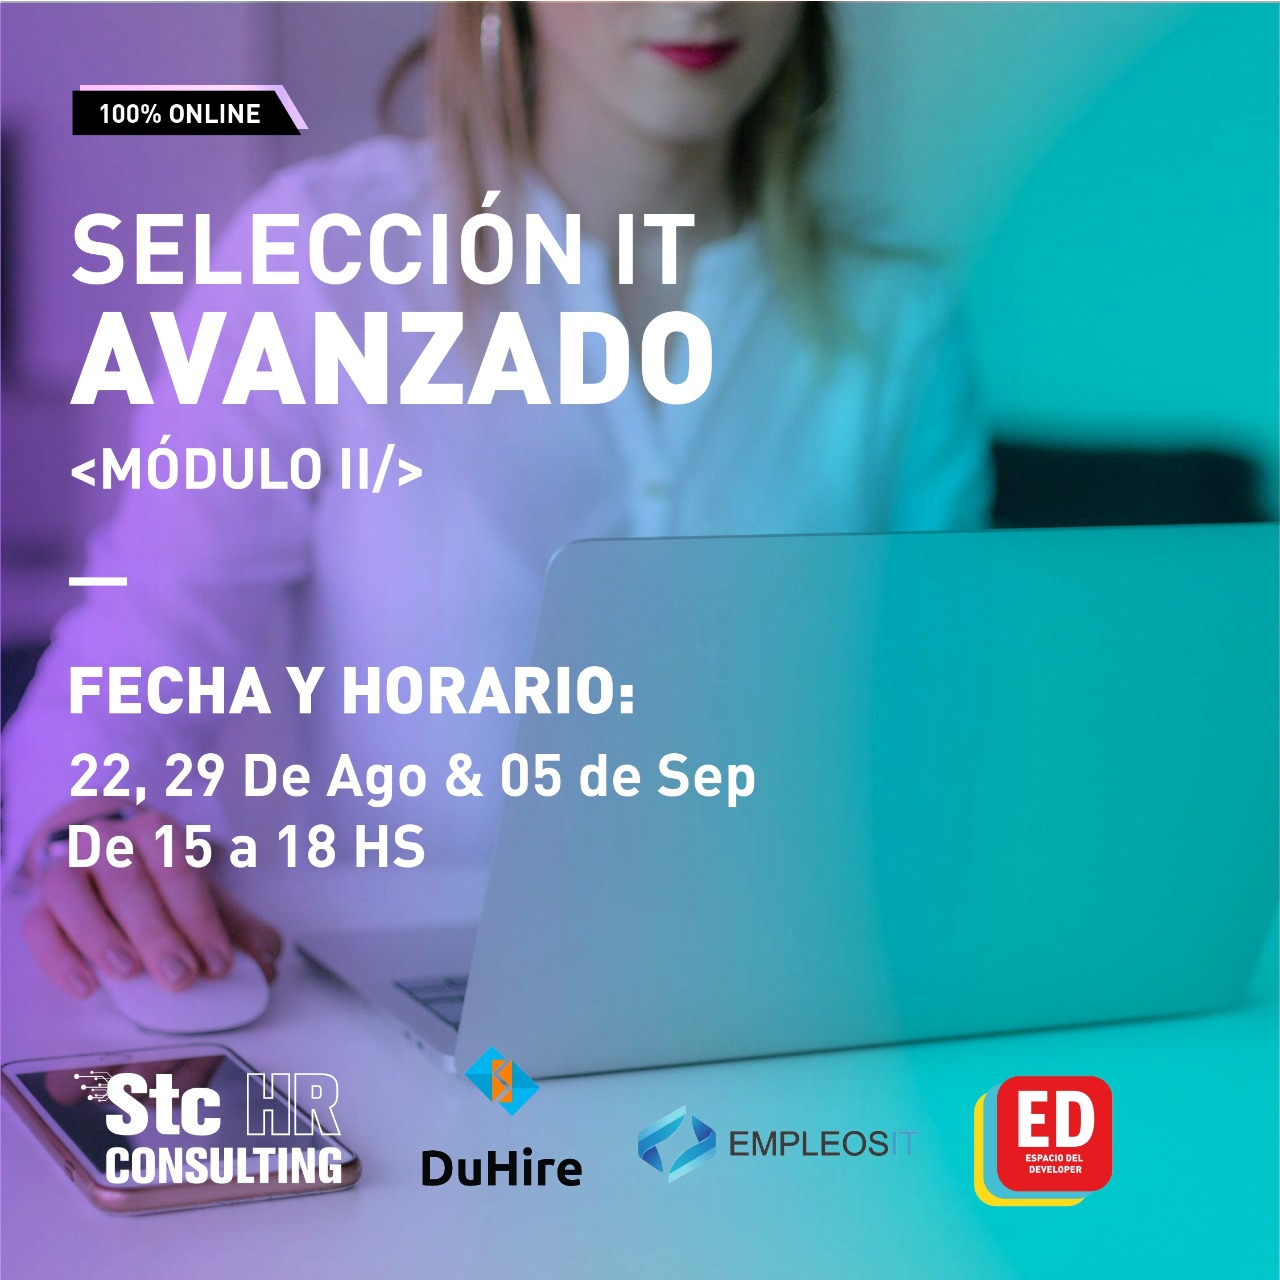 100% ONLINE
SELECCIÓN IT
AVANZADO
<MÓDULO II/>
FECHA Y HORARIO:
22, 29 De Ago & 05 de Sep
De 15 a 18 HS
Stc HR
CONSULTING
DuHire
EMPLEOSIT
ED
ESPACIO DEL
DEVELOPER